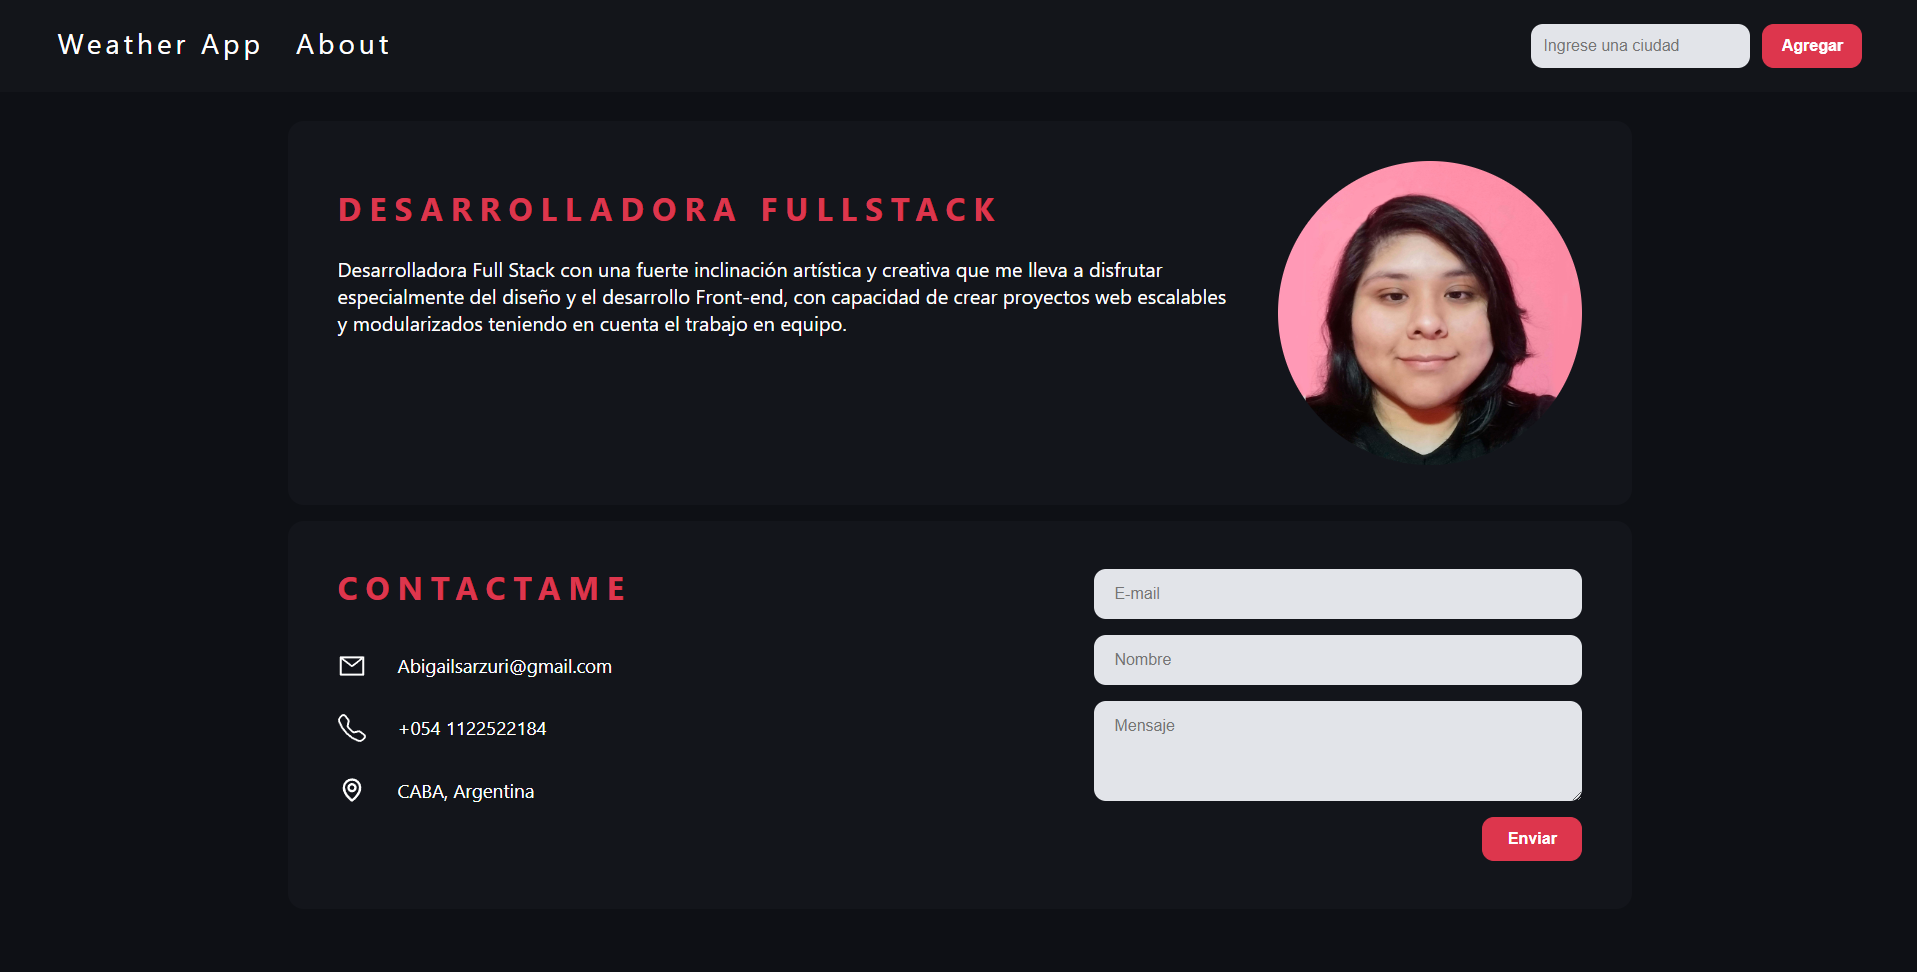 Weather App About
Ingrese una ciudad
Agregar
DESARROLLADORA FULLSTACK
Desarrolladora Full Stack con una fuerte inclinación artística y creativa que me lleva a disfrutar
especialmente del diseño y el desarrollo Front-end, con capacidad de crear proyectos web escalables
y modularizados teniendo en cuenta el trabajo en equipo.
CONTACTAME
Abigailsarzuri@gmail.com
+054 1122522184
CABA, Argentina
E-mail
Nombre
Mensaje
Enviar